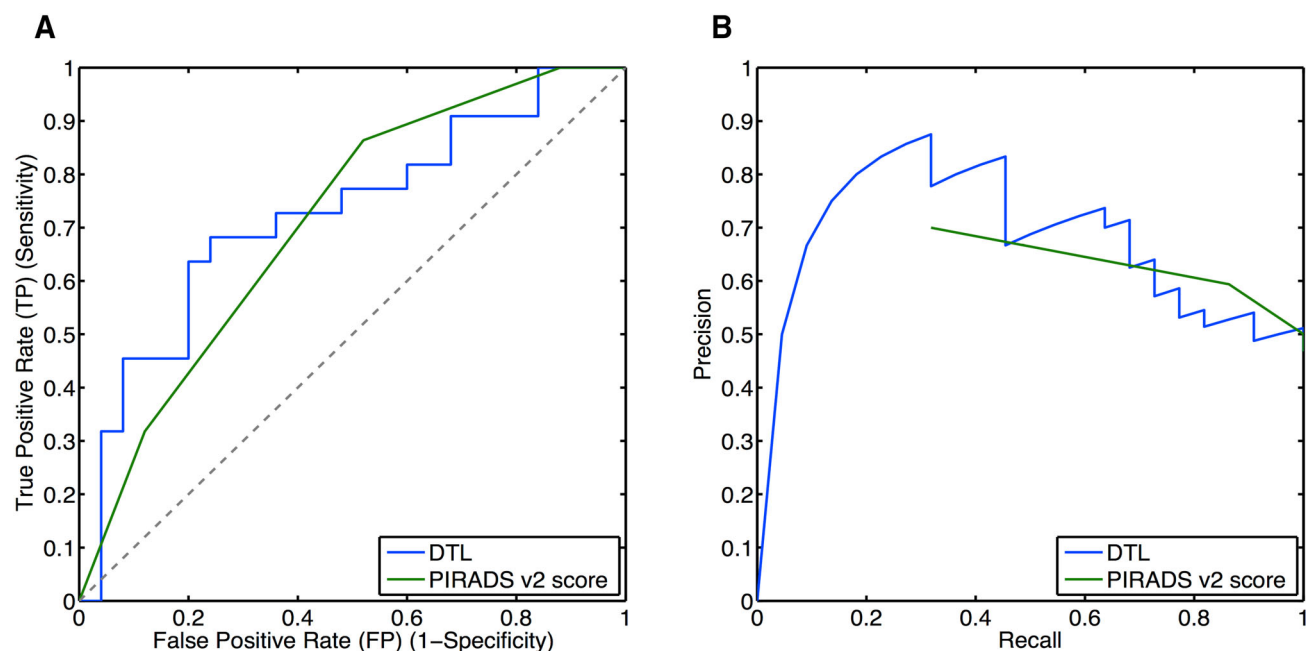 A
True Positive Rate (TP) (Sensitivity)
1
0.9
0.8
0.7
0.6
0.5
0.4
0.3
0.2
0.1
0
0 0.2 0.4 0.6 0.8 1
False Positive Rate (FP) (1−Specificity)
DTL
PIRADS v2 score
B
Precision
1
0.9
0.8
0.7
0.6
0.5
0.4
0.3
0.2
0.1
0
0 0.2 0.4 0.6 0.8 1
Recall
DTL
PIRADS v2 score